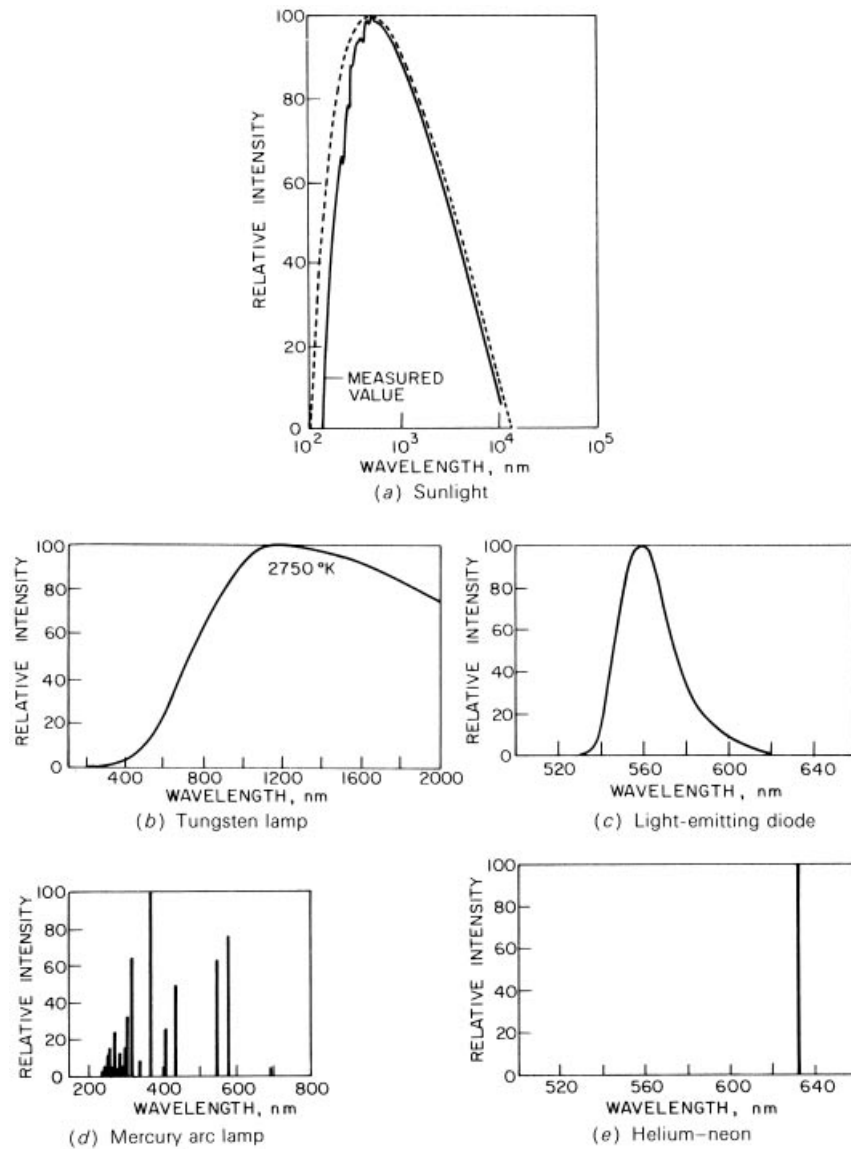 RELATIVE INTENSITY
100
80
60
40
20
0
MEASURED
VALUE
10² 10³ 10⁴ 10⁵
WAVELENGTH, nm
(a) Sunlight
RELATIVE INTENSITY
100
80
60
40
20
0
2750 °K
400 800 1200 1600 2000
WAVELENGTH, nm
(b) Tungsten lamp
RELATIVE INTENSITY
100
80
60
40
20
0
520 560 600 640
WAVELENGTH, nm
(c) Light-emitting diode
RELATIVE INTENSITY
100
80
60
40
20
0
200 400 600 800
WAVELENGTH, nm
(d) Mercury arc lamp
RELATIVE INTENSITY
100
80
60
40
20
0
520 560 600 640
WAVELENGTH, nm
(e) Helium–neon